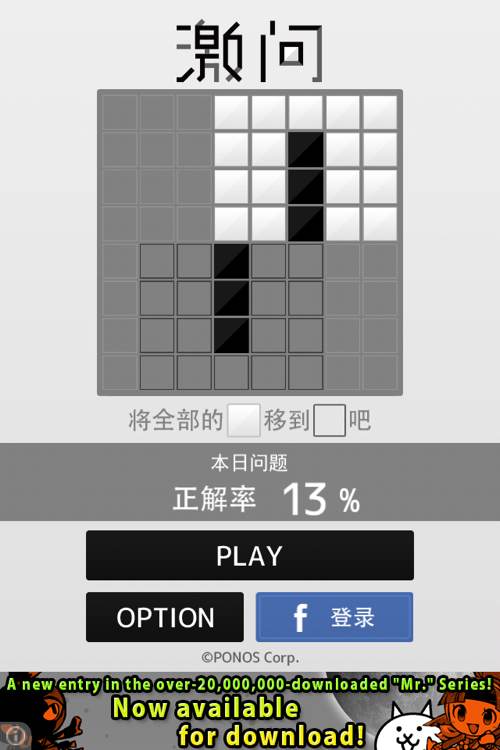 激问
将全部的 移到 吧
本日问题
正解率 13 %
PLAY
OPTION
f 登录
©PONOS Corp.
A new entry in the over-20,000,000-downloaded "Mr." Series!
Now available
for download!